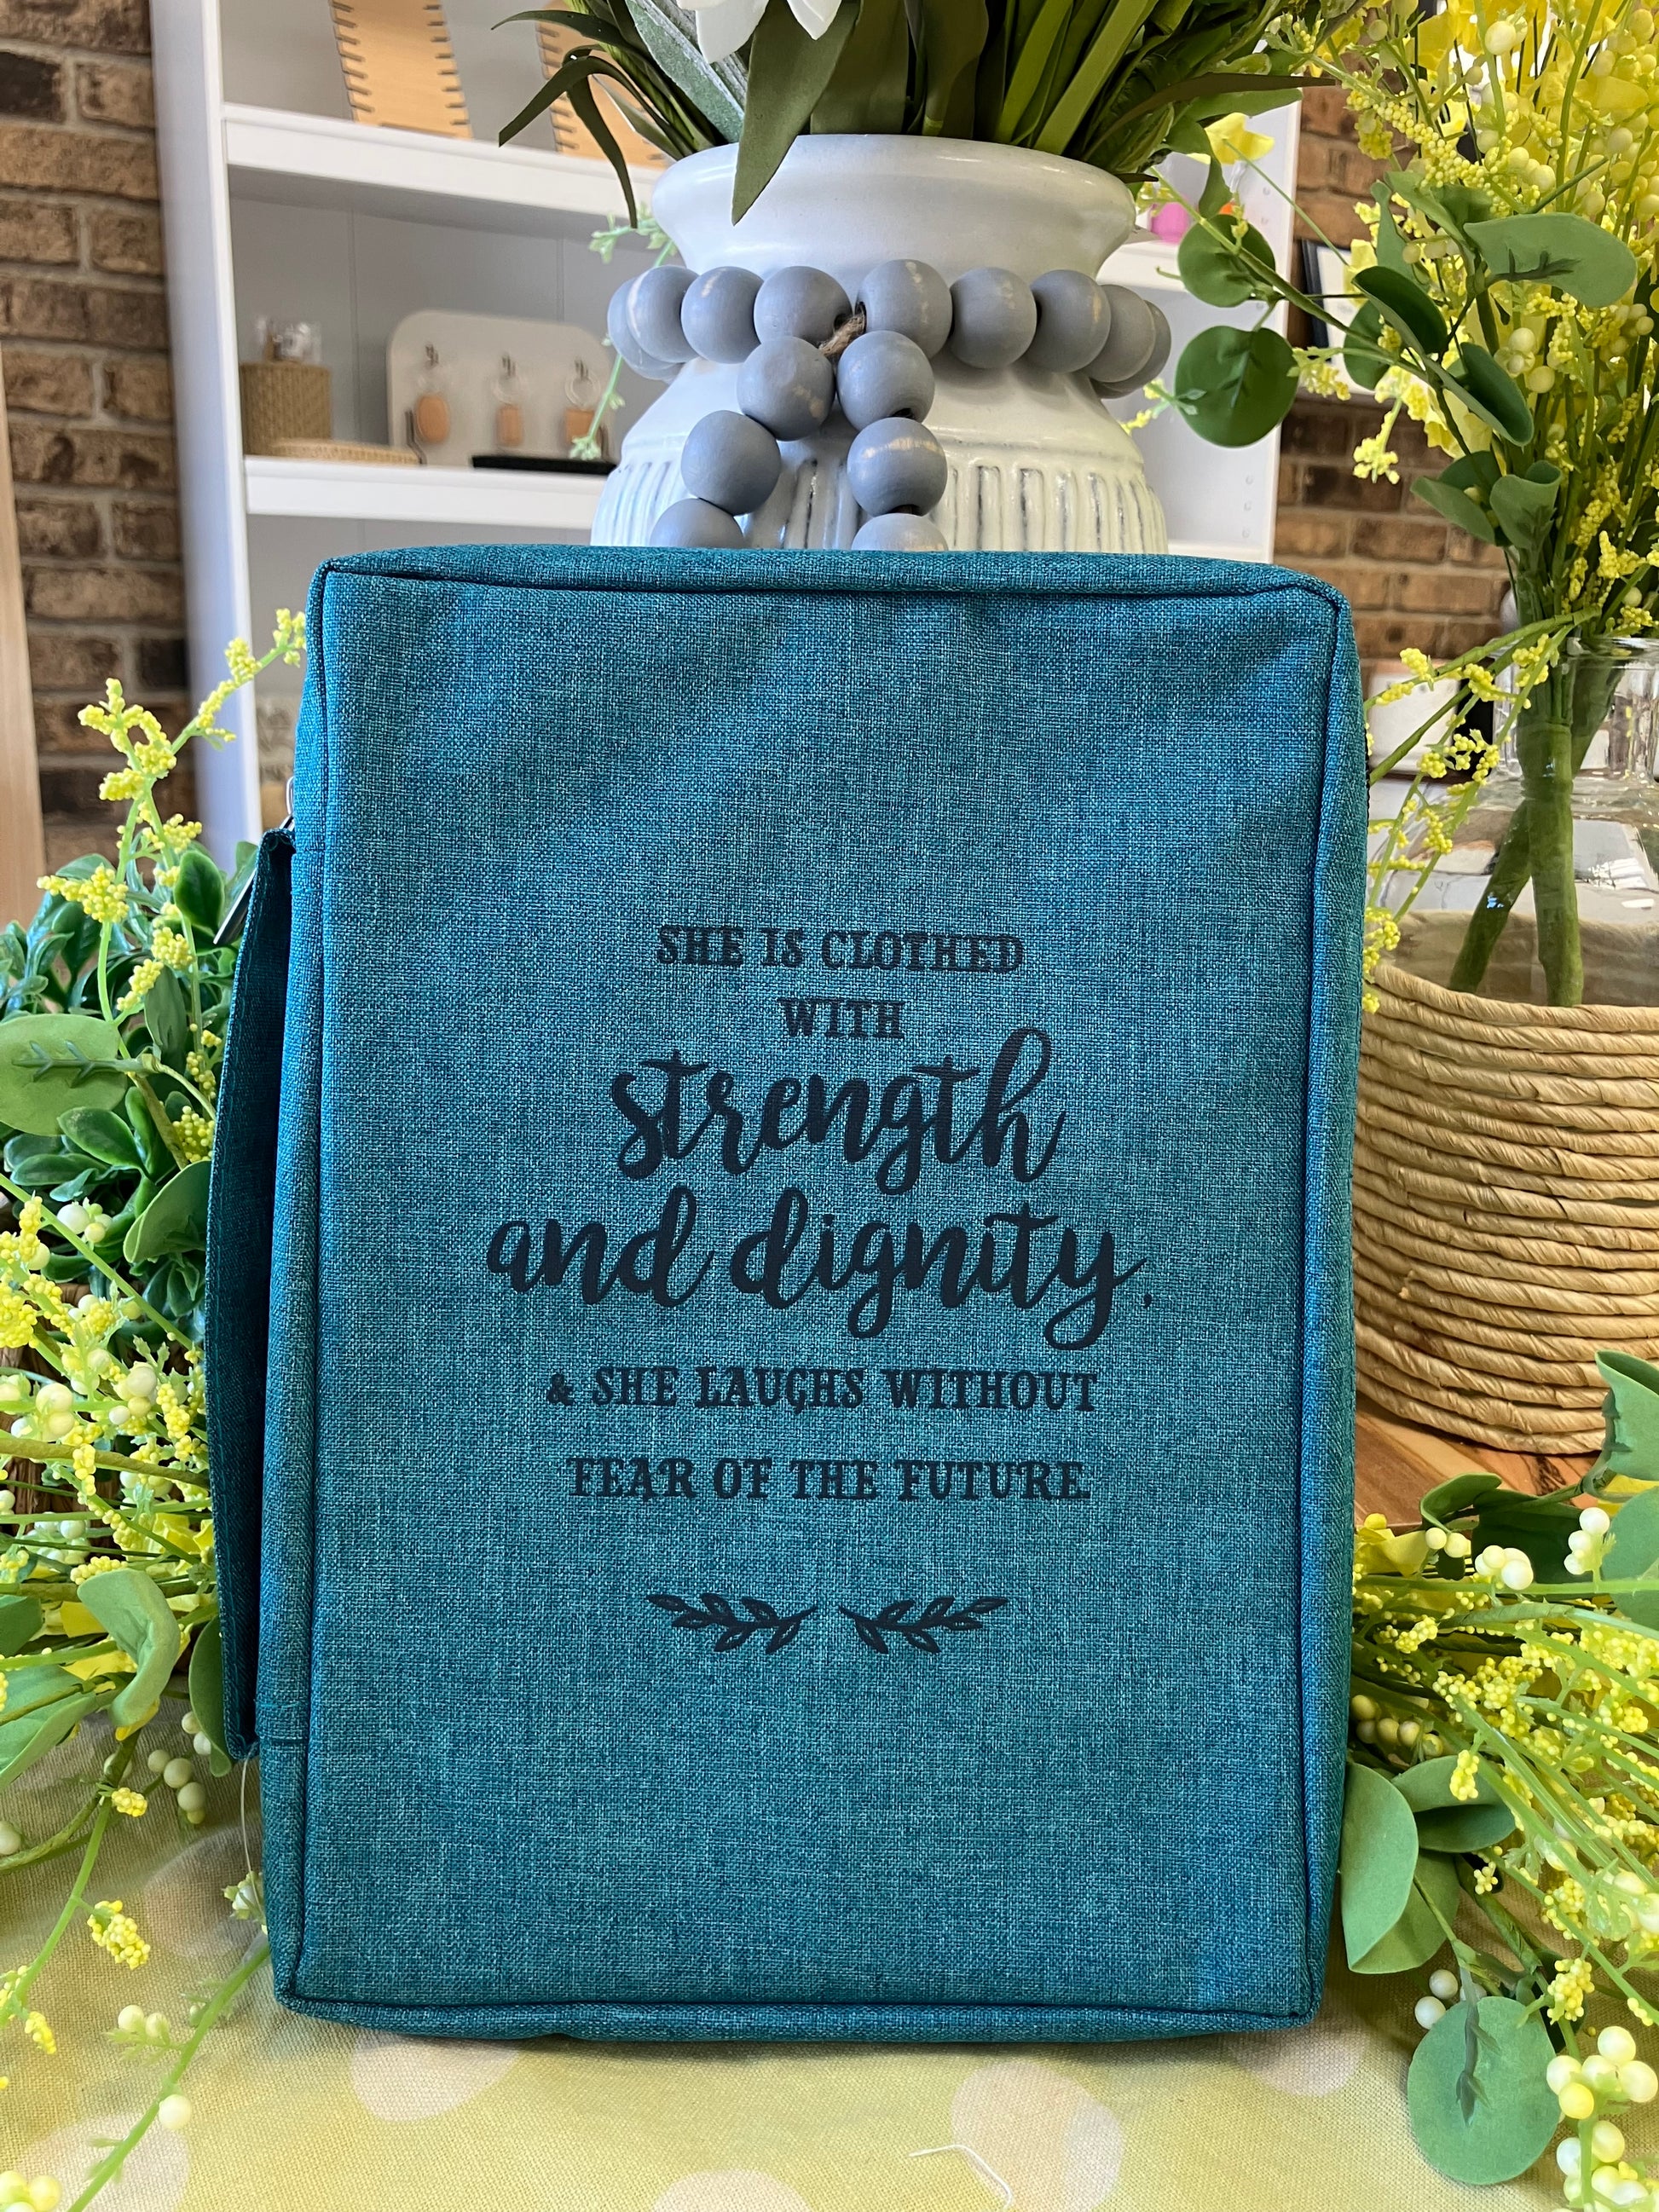 SHE IS CLOTHED
WITH
strength
and dignity.
& SHE LAUGHS WITHOUT
FEAR OF THE FUTURE.